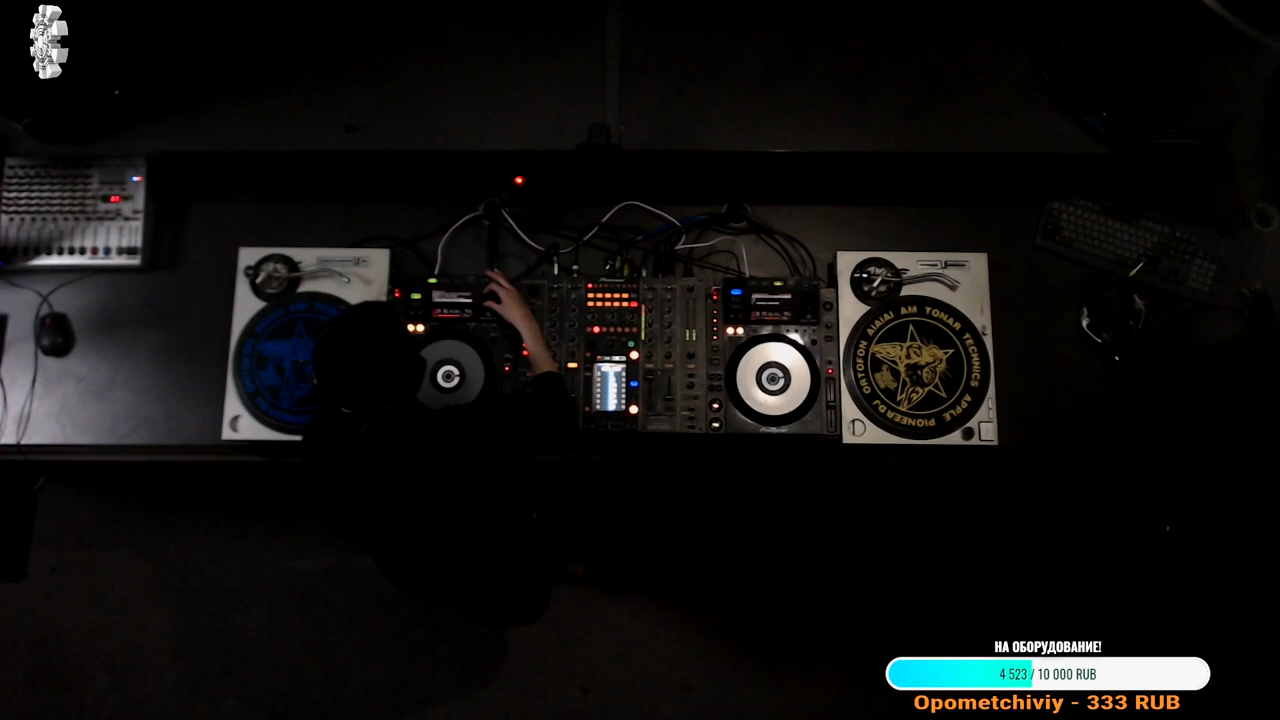 ORTOFON AIAIAI AM TONAR TECHNICS APPLE PIONEER DJ
НА ОБОРУДОВАНИЕ!
4 523 / 10 000 RUB
Opometchiviy - 333 RUB